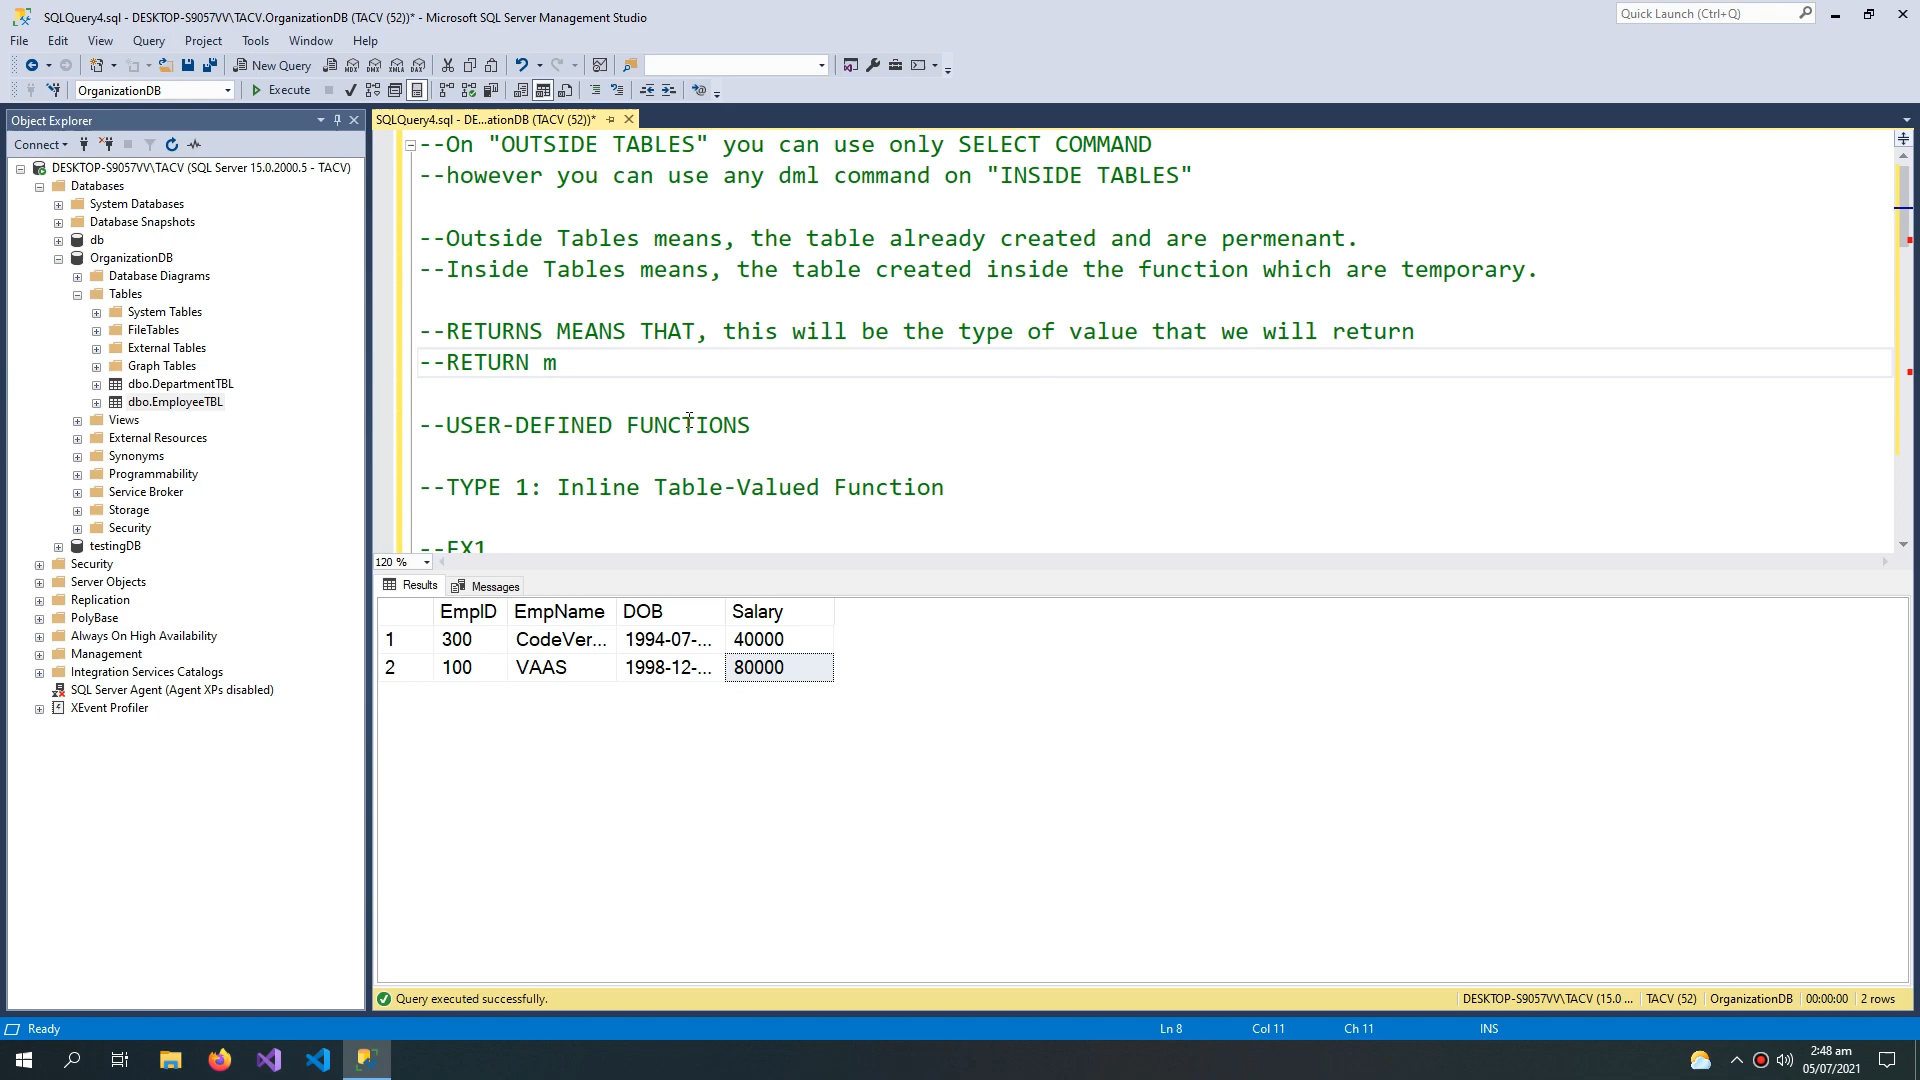 SQLQuery4.sql - DESKTOP-S9057VV\TACV.OrganizationDB (TACV (52))* - Microsoft SQL Server Management Studio
Quick Launch (Ctrl+Q)
File Edit View Query Project Tools Window Help
New Query MDX DMX XMLA DAX
OrganizationDB Execute
Object Explorer
Connect
DESKTOP-S9057VV\TACV (SQL Server 15.0.2000.5 - TACV)
Databases
System Databases
Database Snapshots
db
OrganizationDB
Database Diagrams
Tables
System Tables
FileTables
External Tables
Graph Tables
dbo.DepartmentTBL
dbo.EmployeeTBL
Views
External Resources
Synonyms
Programmability
Service Broker
Storage
Security
testingDB
Security
Server Objects
Replication
PolyBase
Always On High Availability
Management
Integration Services Catalogs
SQL Server Agent (Agent XPs disabled)
XEvent Profiler
SQLQuery4.sql - DE...ationDB (TACV (52))*
--On "OUTSIDE TABLES" you can use only SELECT COMMAND
--however you can use any dml command on "INSIDE TABLES"
--Outside Tables means, the table already created and are permenant.
--Inside Tables means, the table created inside the function which are temporary.
--RETURNS MEANS THAT, this will be the type of value that we will return
--RETURN m
--USER-DEFINED FUNCTIONS
--TYPE 1: Inline Table-Valued Function
--EX1
120 %
Results Messages
EmpID EmpName DOB Salary
1 300 CodeVer... 1994-07-... 40000
2 100 VAAS 1998-12-... 80000
Query executed successfully.
DESKTOP-S9057VV\TACV (15.0 ... TACV (52) OrganizationDB 00:00:00 2 rows
Ready Ln 8 Col 11 Ch 11 INS
2:48 am
05/07/2021